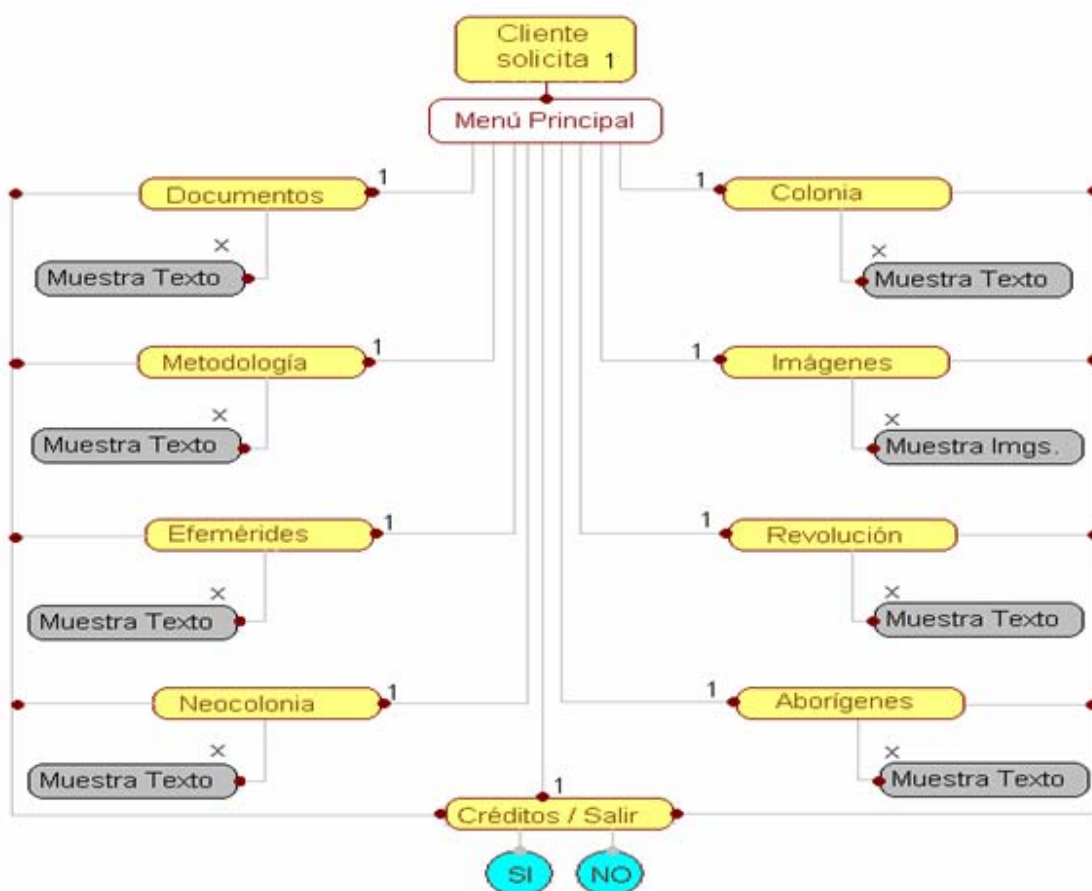 Cliente
solicita 1
Menú Principal
Documentos 1
1 Colonia
×
Muestra Texto
×
Muestra Texto
Metodología 1
1 Imágenes
×
Muestra Texto
×
Muestra Imgs.
Efemérides 1
1 Revolución
×
Muestra Texto
×
Muestra Texto
Neocolonia 1
1 Aborígenes
×
Muestra Texto
×
Muestra Texto
1
Créditos / Salir
SI NO